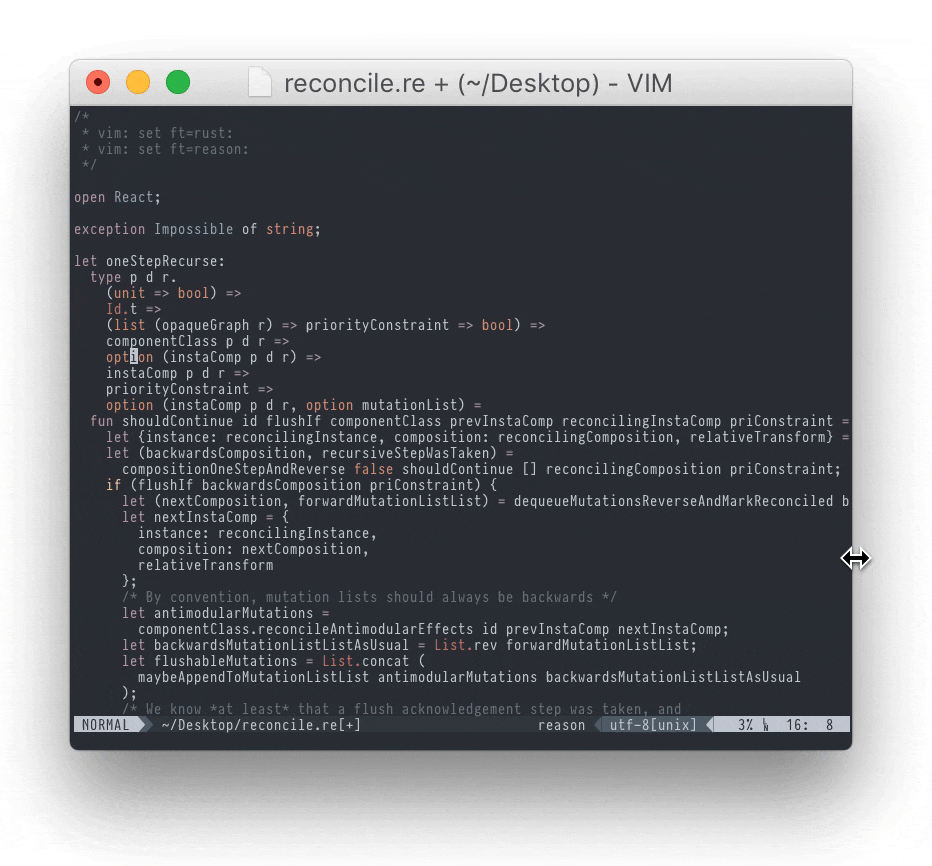 reconcile.re + (~/Desktop) - VIM
/*
 * vim: set ft=rust:
 * vim: set ft=reason:
 */
open React;
exception Impossible of string;
let oneStepRecurse:
  type p d r.
    (unit => bool) =>
    Id.t =>
    (list (opaqueGraph r) => priorityConstraint => bool) =>
    componentClass p d r =>
    option (instaComp p d r) =>
    instaComp p d r =>
    priorityConstraint =>
    option (instaComp p d r, option mutationList) =
  fun shouldContinue id flushIf componentClass prevInstaComp reconcilingInstaComp priConstraint =
    let {instance: reconcilingInstance, composition: reconcilingComposition, relativeTransform} =
    let (backwardsComposition, recursiveStepWasTaken) =
      compositionOneStepAndReverse false shouldContinue [] reconcilingComposition priConstraint;
    if (flushIf backwardsComposition priConstraint) {
      let (nextComposition, forwardMutationListList) = dequeueMutationsReverseAndMarkReconciled b
      let nextInstaComp = {
        instance: reconcilingInstance,
        composition: nextComposition,
        relativeTransform
      };
      /* By convention, mutation lists should always be backwards */
      let antimodularMutations =
        componentClass.reconcileAntimodularEffects id prevInstaComp nextInstaComp;
      let backwardsMutationListListAsUsual = List.rev forwardMutationListList;
      let flushableMutations = List.concat (
        maybeAppendToMutationListList antimodularMutations backwardsMutationListListAsUsual
      );
      /* We know *at least* that a flush acknowledgement step was taken, and
NORMAL ~/Desktop/reconcile.re[+] reason utf-8[unix] 3% 16: 8